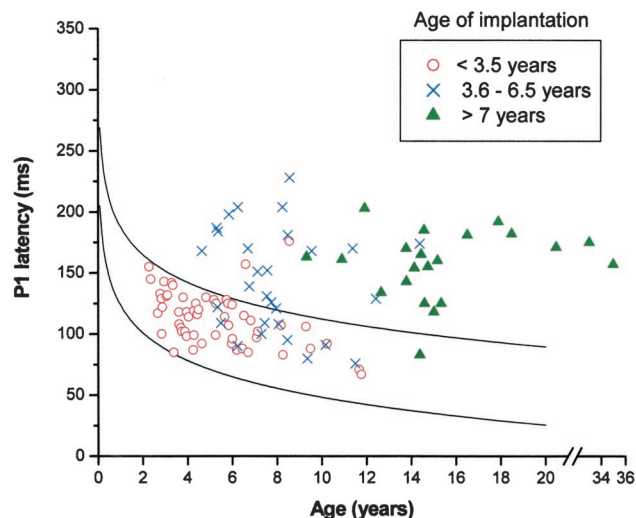 Age of implantation
< 3.5 years
3.6 - 6.5 years
> 7 years
350
300
250
200
150
100
50
0
P1 latency (ms)
0 2 4 6 8 10 12 14 16 18 20 34 36
Age (years)